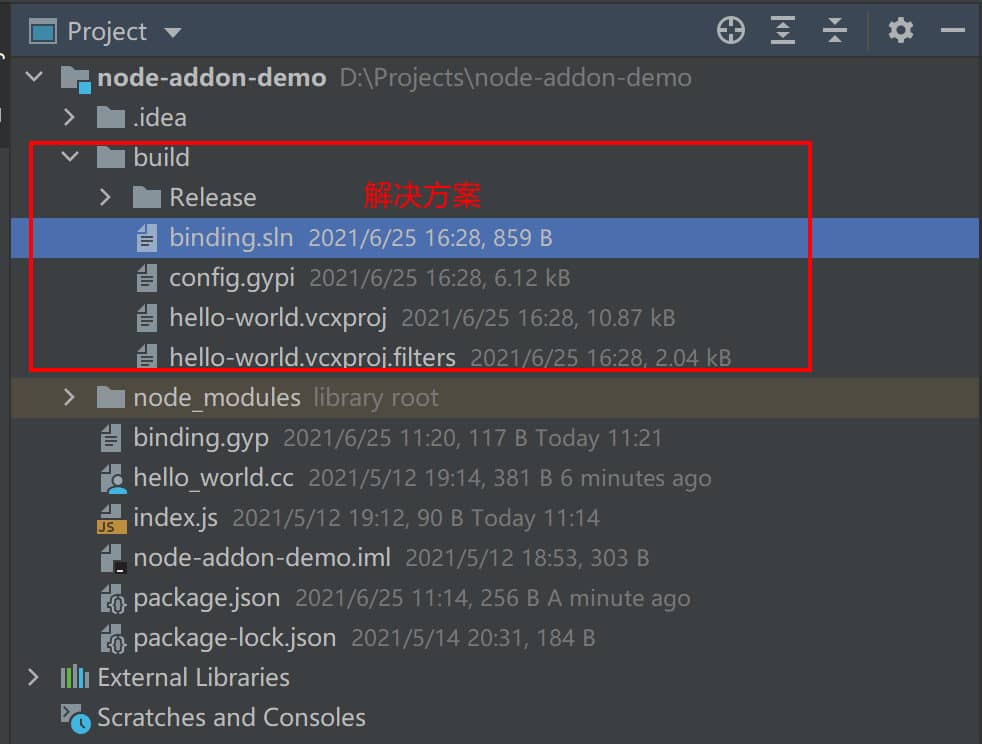 Project
node-addon-demo D:\Projects\node-addon-demo
.idea
build
Release 解决方案
binding.sln 2021/6/25 16:28, 859 B
config.gypi 2021/6/25 16:28, 6.12 kB
hello-world.vcxproj 2021/6/25 16:28, 10.87 kB
hello-world.vcxproj.filters 2021/6/25 16:28, 2.04 kB
node_modules library root
binding.gyp 2021/6/25 11:20, 117 B Today 11:21
hello_world.cc 2021/5/12 19:14, 381 B 6 minutes ago
JS index.js 2021/5/12 19:12, 90 B Today 11:14
node-addon-demo.iml 2021/5/12 18:53, 303 B
package.json 2021/6/25 11:14, 256 B A minute ago
package-lock.json 2021/5/14 20:31, 184 B
External Libraries
Scratches and Consoles